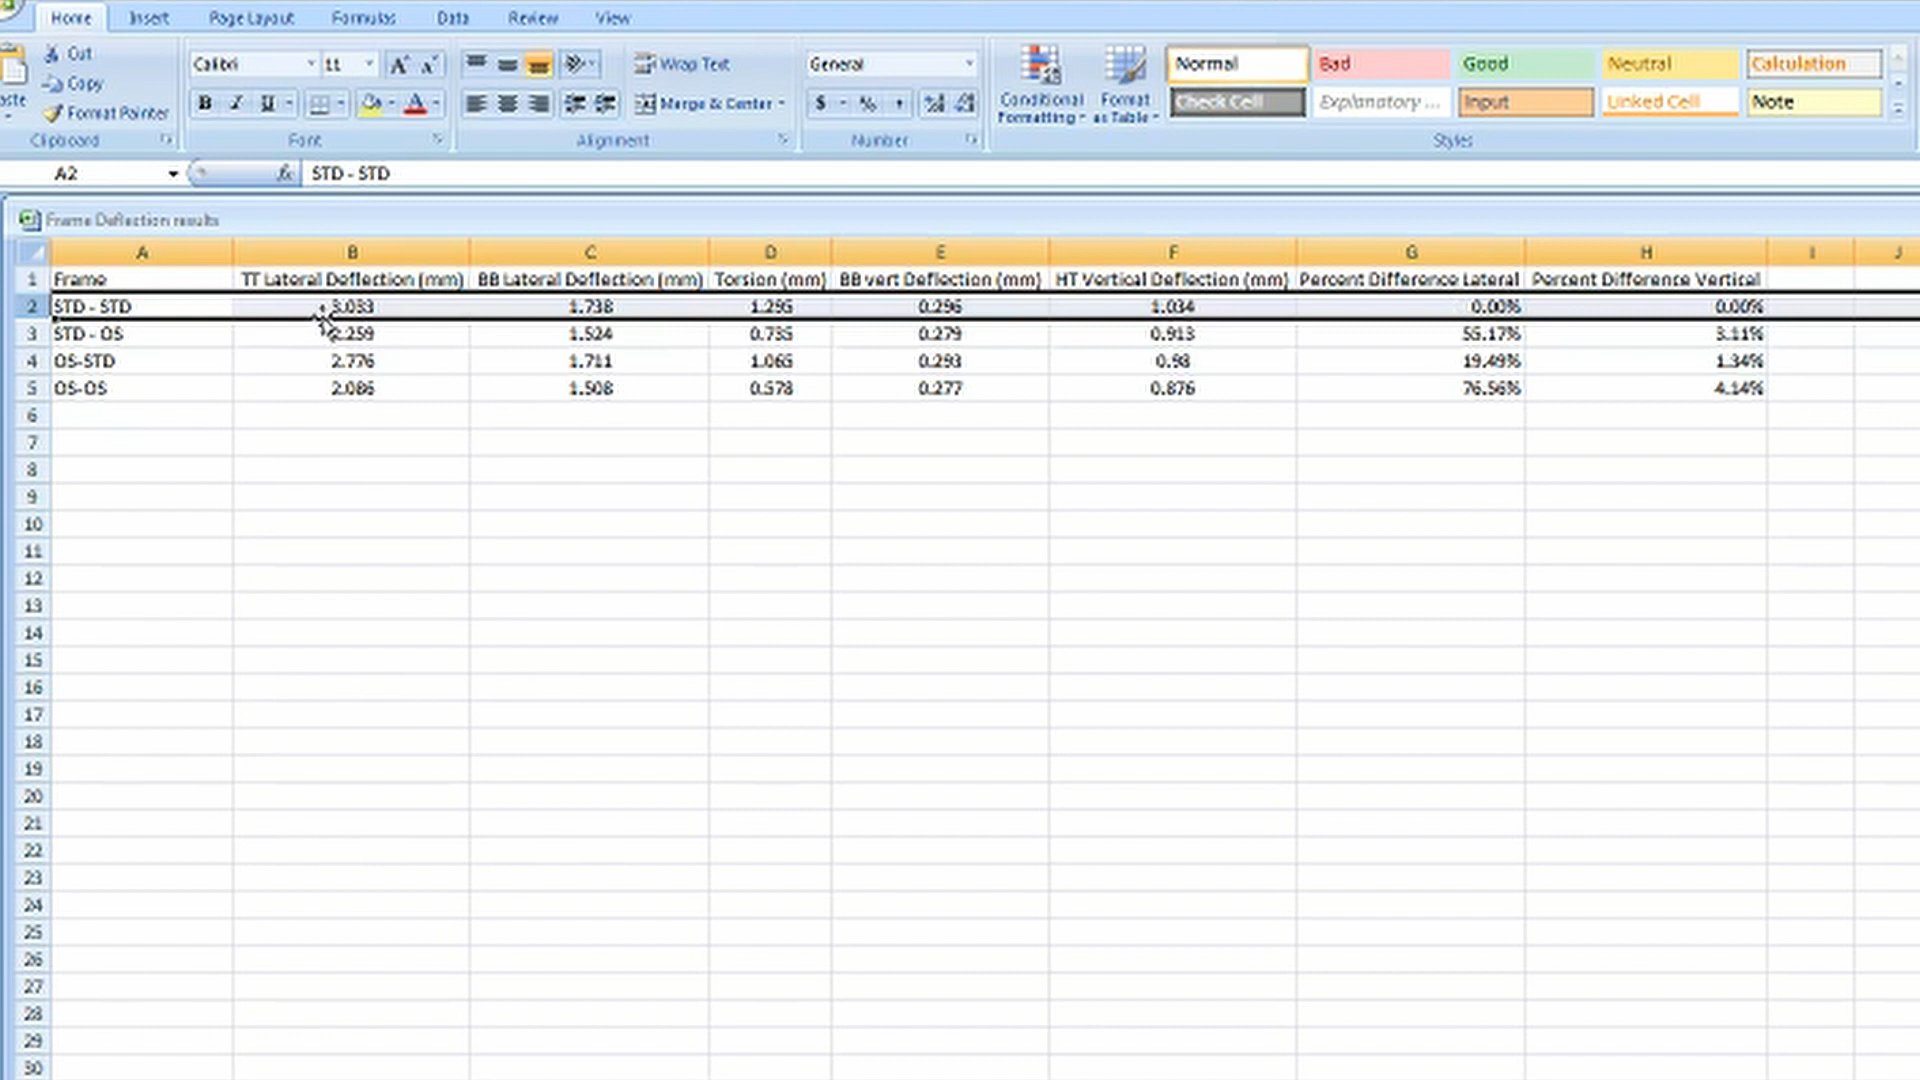 Home Insert Page Layout Formulas Data Review View
Cut
Copy
Format Painter
Clipboard
Calibri 11
B I U
Font
Wrap Text
Merge & Center
Alignment
General
$ % ,
Number
Conditional Formatting
Format as Table
Normal Bad Good Neutral Calculation
Check Cell Explanatory ... Input Linked Cell Note
Styles
A2 fx STD - STD
Frame Deflection results
A B C D E F G H I J
1 Frame TT Lateral Deflection (mm) BB Lateral Deflection (mm) Torsion (mm) BB vert Deflection (mm) HT Vertical Deflection (mm) Percent Difference Lateral Percent Difference Vertical
2 STD - STD 3.033 1.738 1.295 0.296 1.034 0.00% 0.00%
3 STD - OS 2.259 1.524 0.735 0.279 0.913 55.17% 3.11%
4 OS-STD 2.776 1.711 1.065 0.293 0.98 19.49% 1.34%
5 OS-OS 2.086 1.508 0.578 0.277 0.876 76.56% 4.14%
6
7
8
9
10
11
12
13
14
15
16
17
18
19
20
21
22
23
24
25
26
27
28
29
30